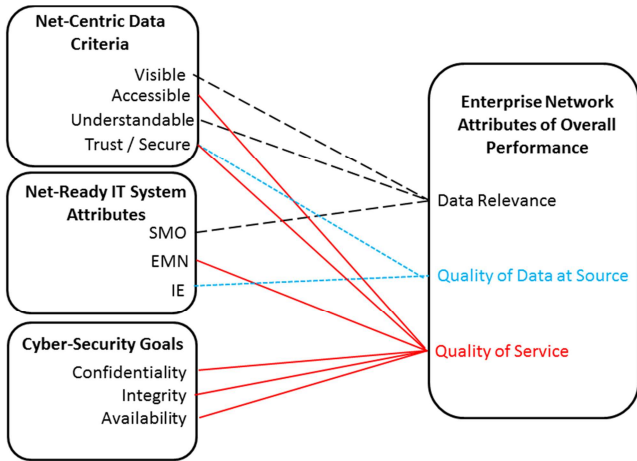 Net-Centric Data
Criteria
Visible
Accessible
Understandable
Trust / Secure
Net-Ready IT System
Attributes
SMO
EMN
IE
Cyber-Security Goals
Confidentiality
Integrity
Availability
Enterprise Network
Attributes of Overall
Performance
Data Relevance
Quality of Data at Source
Quality of Service